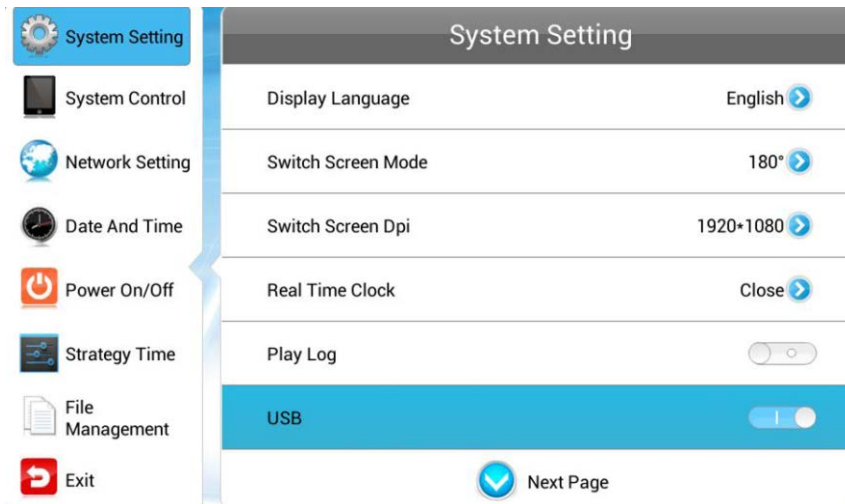 System Setting
System Control
Network Setting
Date And Time
Power On/Off
Strategy Time
File
Management
Exit
System Setting
Display Language English
Switch Screen Mode 180°
Switch Screen Dpi 1920*1080
Real Time Clock Close
Play Log
USB
Next Page